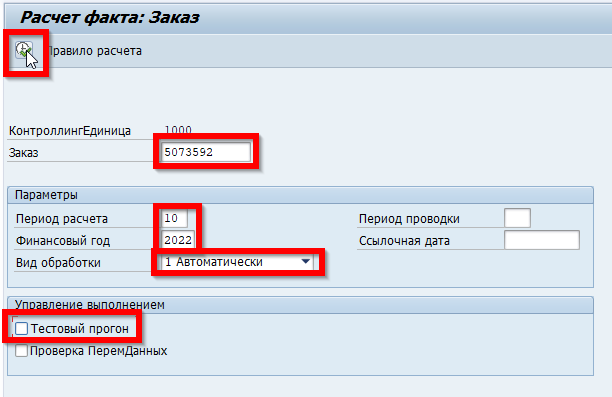 Расчет факта: Заказ
Правило расчета
КонтроллингЕдиница 1000
Заказ 5073592
Параметры
Период расчета 10 Период проводки
Финансовый год 2022 Ссылочная дата
Вид обработки 1 Автоматически
Управление выполнением
Тестовый прогон
Проверка ПеремДанных